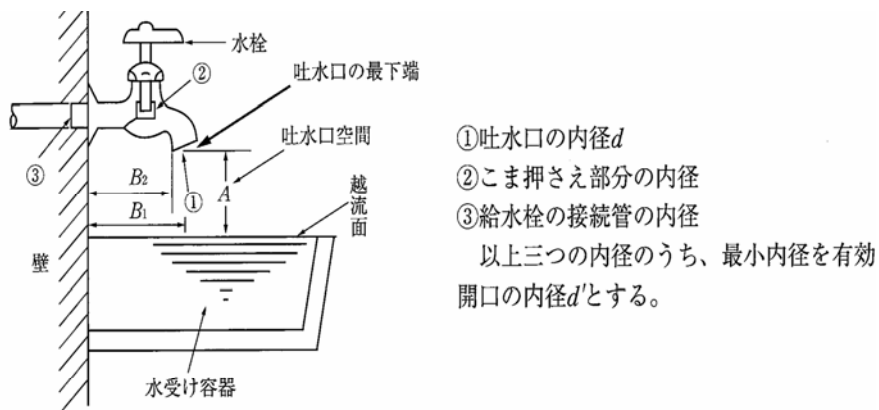 水栓
②
吐水口の最下端
吐水口空間
③
B₂
①
A
B₁
越流面
壁
水受け容器
①吐水口の内径d
②こま押さえ部分の内径
③給水栓の接続管の内径
以上三つの内径のうち、最小内径を有効
開口の内径d'とする。